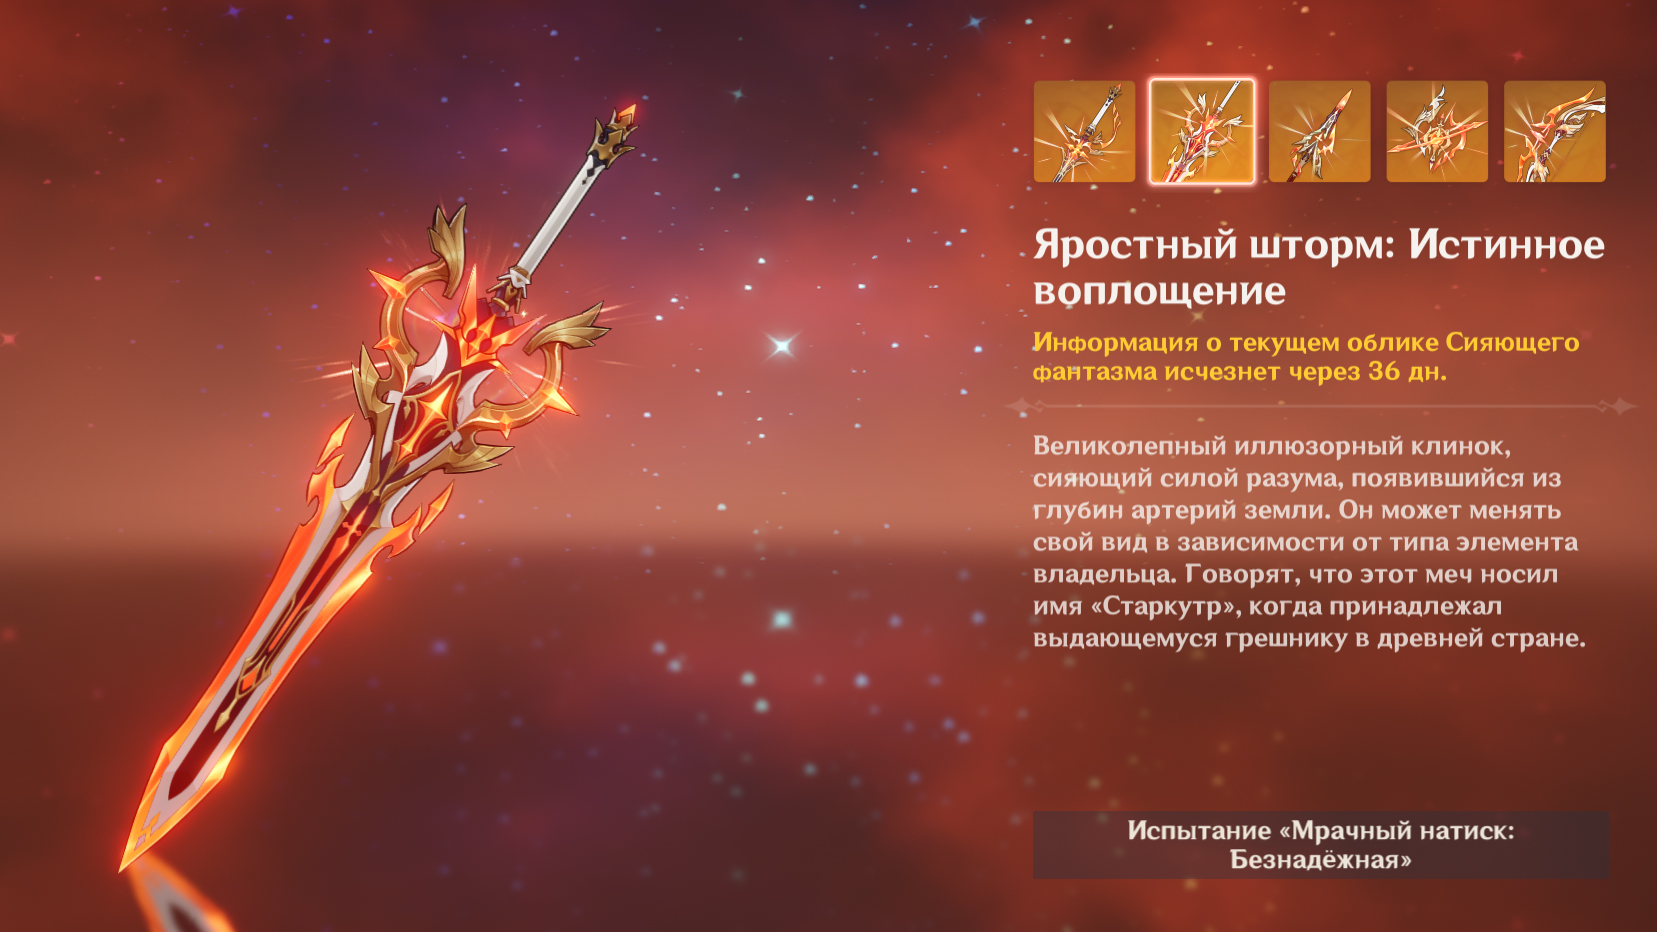 Яростный шторм: Истинное
воплощение
Информация о текущем облике Сияющего
фантазма исчезнет через 36 дн.
Великолепный иллюзорный клинок,
сияющий силой разума, появившийся из
глубин артерий земли. Он может менять
свой вид в зависимости от типа элемента
владельца. Говорят, что этот меч носил
имя «Старкутр», когда принадлежал
выдающемуся грешнику в древней стране.
Испытание «Мрачный натиск:
Безнадёжная»